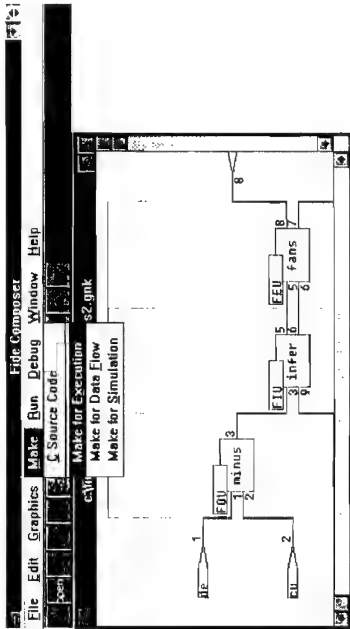 Fide Composer
File Edit Graphics Make Run Debug Window Help
open
C Source Code
Make for Execution
Make for Data Flow
Make for Simulation
s2.gnk
FOU
minus
1
2
3
FIU
infer
3
9
5
6
FEU
fans
5
6
8
7
8
1
cu
2